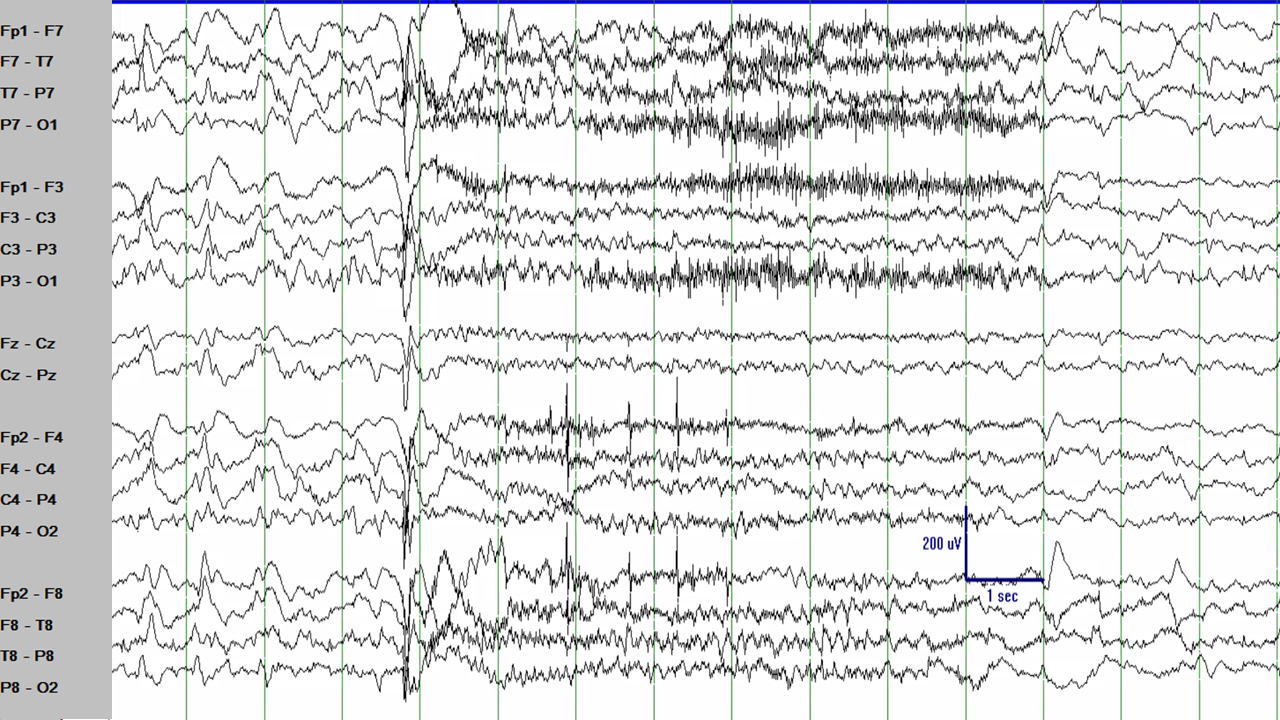 Fp1 - F7
F7 - T7
T7 - P7
P7 - O1
Fp1 - F3
F3 - C3
C3 - P3
P3 - O1
Fz - Cz
Cz - Pz
Fp2 - F4
F4 - C4
C4 - P4
P4 - O2
200 uV
Fp2 - F8
1 sec
F8 - T8
T8 - P8
P8 - O2